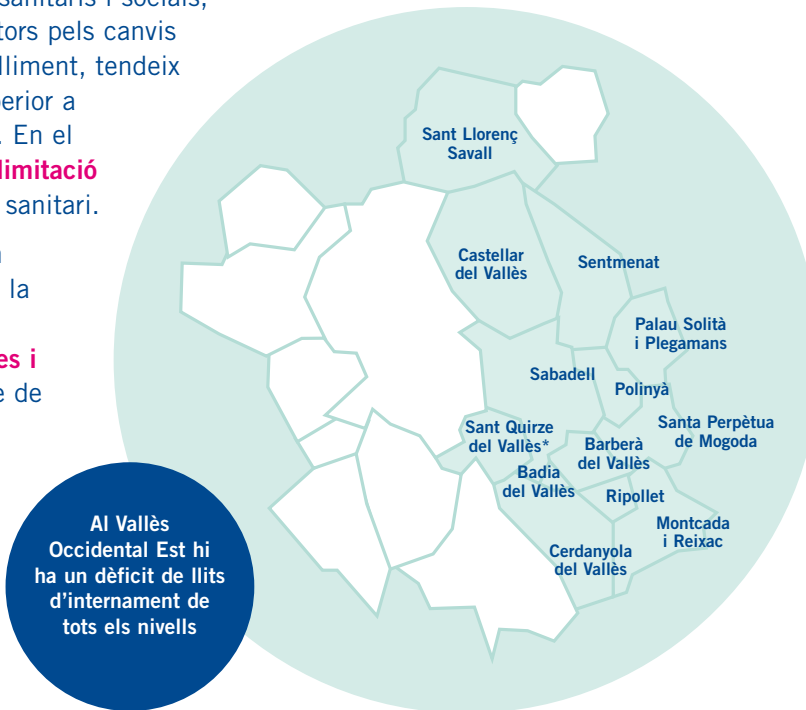 sanitaris i socials,
tors pels canvis
lliment, tendeix
erior a
. En el
limitació
sanitari.
la
es i
e de
Sant Llorenç
Savall
Castellar
del Vallès
Sentmenat
Palau Solità
i Plegamans
Sabadell
Polinyà
Sant Quirze
del Vallès*
Barberà
del Vallès
Santa Perpètua
de Mogoda
Badia
del Vallès
Ripollet
Montcada
i Reixac
Cerdanyola
del Vallès
Al Vallès
Occidental Est hi
ha un dèficit de llits
d'internament de
tots els nivells